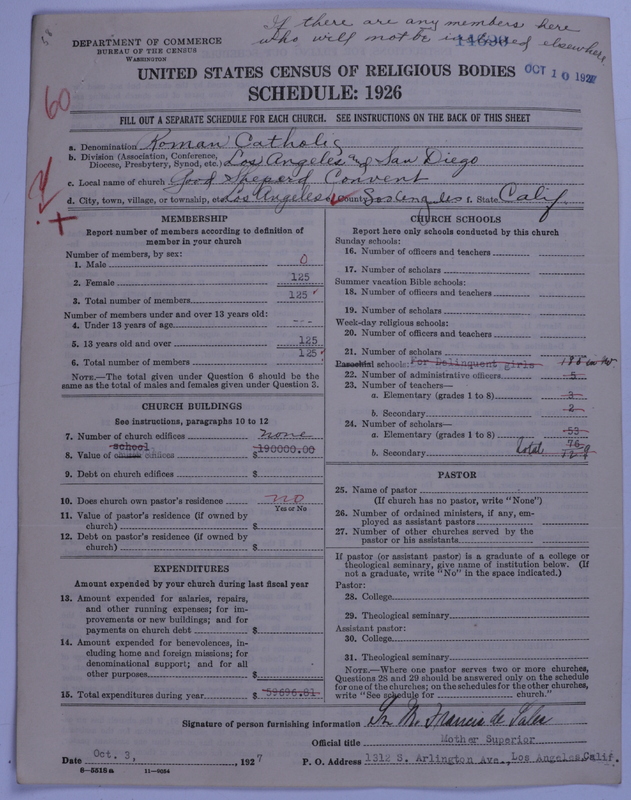 If there are any members here
who will not be enumerated elsewhere.
14690
DEPARTMENT OF COMMERCE
BUREAU OF THE CENSUS
WASHINGTON
OCT 10 1927
UNITED STATES CENSUS OF RELIGIOUS BODIES
SCHEDULE: 1926
60
FILL OUT A SEPARATE SCHEDULE FOR EACH CHURCH. SEE INSTRUCTIONS ON THE BACK OF THIS SHEET
a. Denomination Roman Catholic
b. Division (Association, Conference, Diocese, Presbytery, Synod, etc.) Los Angeles and San Diego
c. Local name of church Good Sheperd Convent
d. City, town, village, or township, etc. Los Angeles e. County Los Angeles f. State Calif.
MEMBERSHIP
Report number of members according to definition of
member in your church
Number of members, by sex:
1. Male 0
2. Female 125
3. Total number of members 125
Number of members under and over 13 years old:
4. Under 13 years of age ---
5. 13 years old and over 125
6. Total number of members 125
NOTE.—The total given under Question 6 should be the
same as the total of males and females given under Question 3.
CHURCH BUILDINGS
See instructions, paragraphs 10 to 12
7. Number of church edifices none
school
8. Value of church edifices $190000.00
9. Debt on church edifices $
10. Does church own pastor's residence no
Yes or No
11. Value of pastor's residence (if owned by
church) $
12. Debt on pastor's residence (if owned by
church) $
EXPENDITURES
Amount expended by your church during last fiscal year
13. Amount expended for salaries, repairs,
and other running expenses; for im-
provements or new buildings; and for
payments on church debt $
14. Amount expended for benevolences, in-
cluding home and foreign missions; for
denominational support; and for all
other purposes $
15. Total expenditures during year $ 59696.81
CHURCH SCHOOLS
Report here only schools conducted by this church
Sunday schools:
16. Number of officers and teachers
17. Number of scholars
Summer vacation Bible schools:
18. Number of officers and teachers
19. Number of scholars
Week-day religious schools:
20. Number of officers and teachers
21. Number of scholars
Parochial schools: For Delinquent girls
22. Number of administrative officers 5
23. Number of teachers—
a. Elementary (grades 1 to 8) 3
b. Secondary 2
24. Number of scholars—
a. Elementary (grades 1 to 8) 53
b. Secondary 76
Total 129
PASTOR
25. Name of pastor
(If church has no pastor, write "None")
26. Number of ordained ministers, if any, em-
ployed as assistant pastors
27. Number of other churches served by the
pastor or his assistants
If pastor (or assistant pastor) is a graduate of a college or
theological seminary, give name of institution below. (If
not a graduate, write "No" in the space indicated.)
Pastor:
28. College
29. Theological seminary
Assistant pastor:
30. College
31. Theological seminary
NOTE.—Where one pastor serves two or more churches,
Questions 28 and 29 should be answered only on the schedule
for one of the churches; on the schedules for the other churches,
write "See schedule for church."
Signature of person furnishing information Sr. M. Francis de Sales
Official title Mother Superior
Date Oct. 3, 1927 P. O. Address 1312 S. Arlington Ave., Los Angeles, Calif.
8—5518 a 11—9054